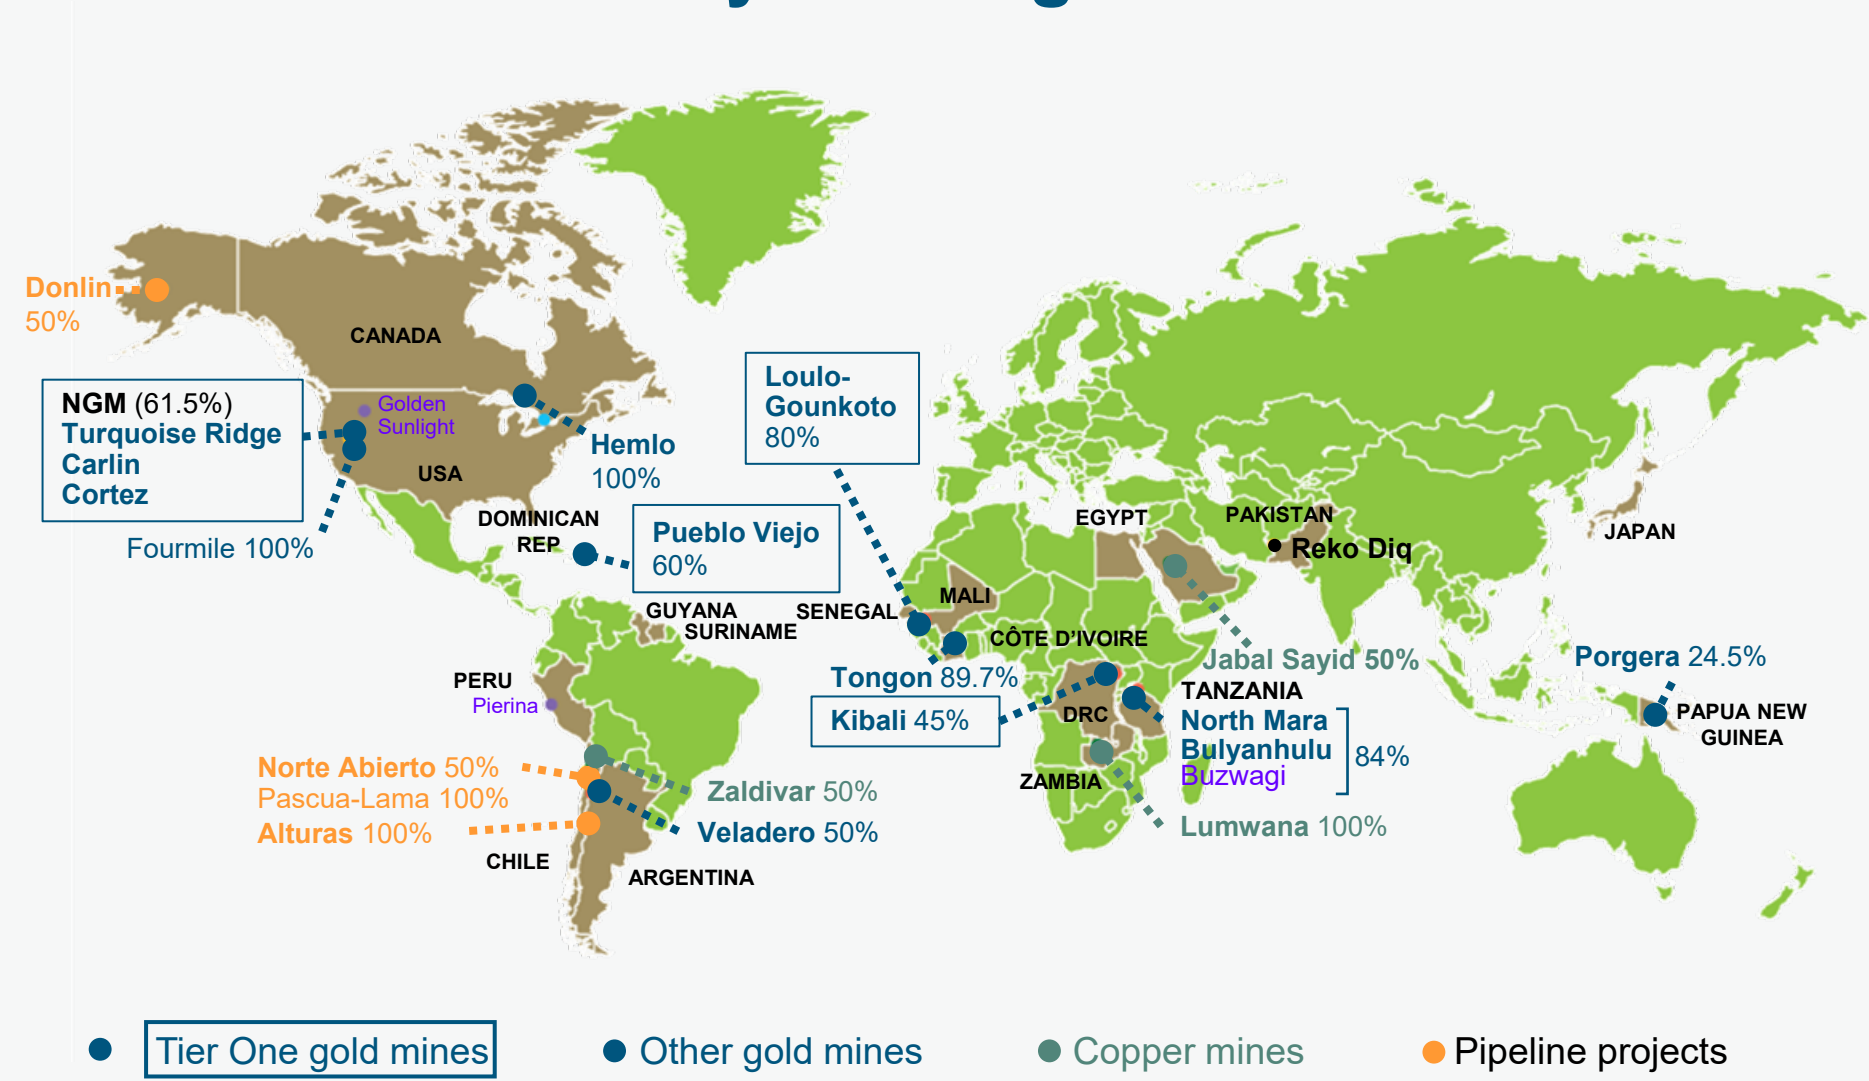 Donlin
50%
CANADA
NGM (61.5%)
Turquoise Ridge
Carlin
Cortez
Golden
Sunlight
USA
Hemlo
100%
Fourmile 100%
DOMINICAN
REP
Pueblo Viejo
60%
Loulo-
Gounkoto
80%
EGYPT
PAKISTAN
Reko Diq
JAPAN
GUYANA
SURINAME
SENEGAL
MALI
CÔTE D'IVOIRE
Tongon 89.7%
Kibali 45%
DRC
Jabal Sayid 50%
TANZANIA
North Mara
Bulyanhulu
Buzwagi
84%
ZAMBIA
Lumwana 100%
Porgera 24.5%
PAPUA NEW
GUINEA
PERU
Pierina
Norte Abierto 50%
Pascua-Lama 100%
Alturas 100%
Zaldivar 50%
Veladero 50%
CHILE
ARGENTINA
Tier One gold mines
Other gold mines
Copper mines
Pipeline projects